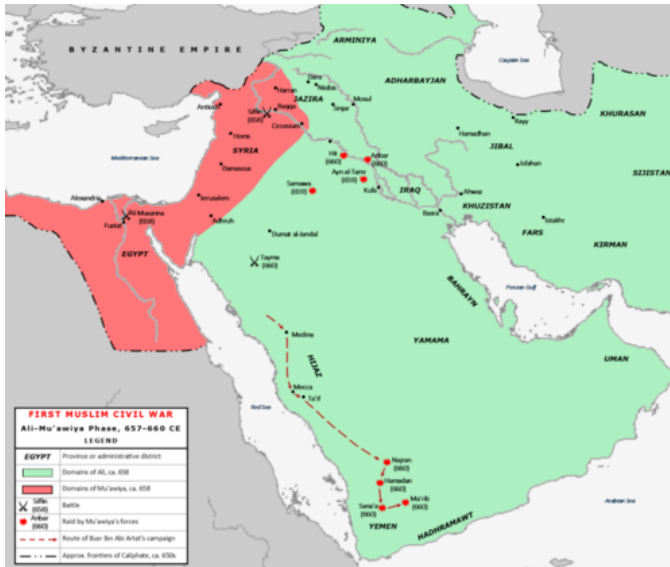 BYZANTINE EMPIRE
ARMINIYA
Caspian Sea
ADHARBAYJAN
KHURASAN
Dara
Nisibis
Harran
JAZIRA
Mosul
Sinjar
Antioch
Siffin
(658)
Raqqa
Circesium
Rayy
Hamadhan
JIBAL
Homs
SYRIA
Hit
(660)
Anbar
(660)
Isfahan
SIJISTAN
Mediterranean Sea
Damascus
Ayn al-Tamr
(659)
Samawa
(659)
Kufa
IRAQ
Ahwaz
KHUZISTAN
Jerusalem
Alexandria
Al-Musanna
(658)
Fustat
Adhruh
Basra
Istakhr
FARS
KIRMAN
EGYPT
Dumat al-Jandal
Tayma
(660)
BAHRAYN
Persian Gulf
Medina
HIJAZ
YAMAMA
UMAN
Mecca
Ta'if
Red Sea
Najran
(660)
Hamadan
(660)
Ma'rib
(660)
Sana'a
(660)
YEMEN
HADHRAMAWT
Arabian Sea
FIRST MUSLIM CIVIL WAR
Ali–Mu'awiya Phase, 657–660 CE
LEGEND
EGYPT Province or administrative district
Domains of Ali, ca. 658
Domains of Mu'awiya, ca. 658
Siffin
(658)
Battle
Anbar
(660)
Raid by Mu'awiya's forces
Route of Busr ibn Abi Artat's campaign
Approx. frontiers of Caliphate, ca. 650s